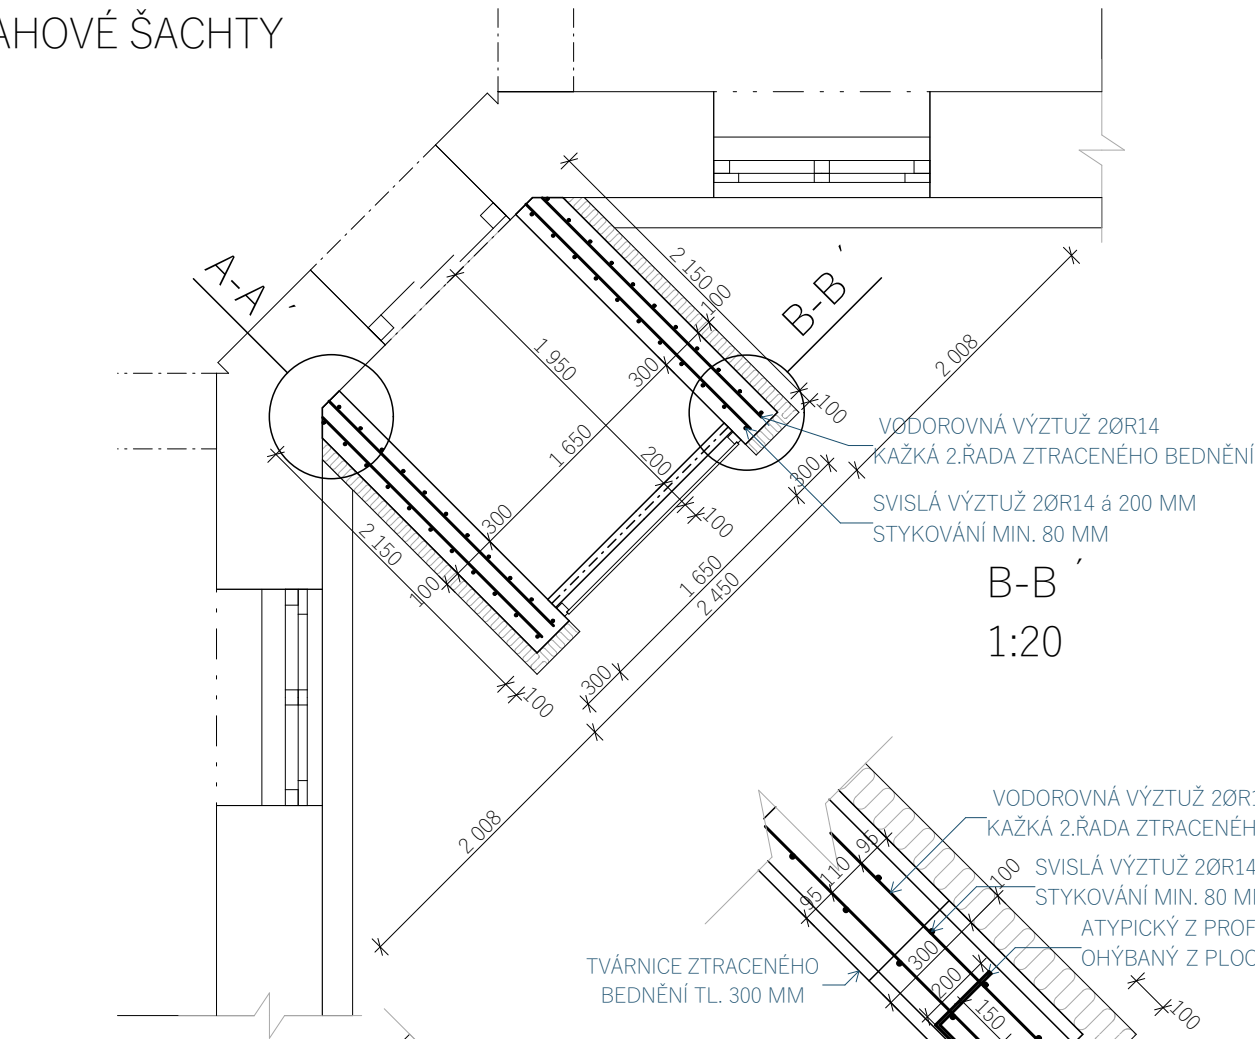 AHOVÉ ŠACHTY
A-A ´
B-B ´
2 150
100
2 008
1 950
300
100
1 650
VODOROVNÁ VÝZTUŽ 2ØR14
KAŽKÁ 2.ŘADA ZTRACENÉHO BEDNĚNÍ
200
300
SVISLÁ VÝZTUŽ 2ØR14 á 200 MM
STYKOVÁNÍ MIN. 80 MM
300
100
2 150
100
1 650
2 450
B-B ´
1:20
300
100
2 008
VODOROVNÁ VÝZTUŽ 2ØR1
KAŽKÁ 2.ŘADA ZTRACENÉH
95
110
95
100
SVISLÁ VÝZTUŽ 2ØR14
STYKOVÁNÍ MIN. 80 M
ATYPICKÝ Z PROF
OHÝBANÝ Z PLOC
TVÁRNICE ZTRACENÉHO
BEDNĚNÍ TL. 300 MM
300
200
150
100